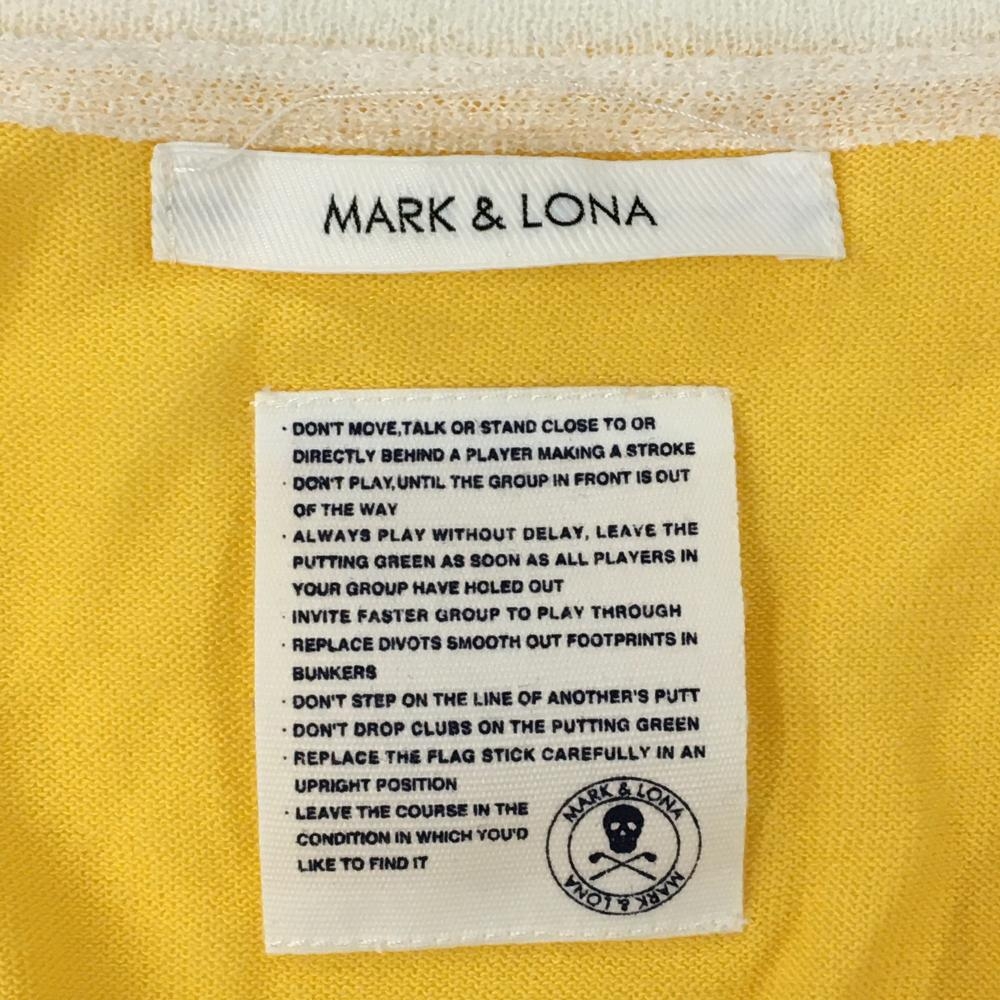 MARK & LONA
· DON'T MOVE,TALK OR STAND CLOSE TO OR
DIRECTLY BEHIND A PLAYER MAKING A STROKE
· DON'T PLAY,UNTIL THE GROUP IN FRONT IS OUT
OF THE WAY
· ALWAYS PLAY WITHOUT DELAY, LEAVE THE
PUTTING GREEN AS SOON AS ALL PLAYERS IN
YOUR GROUP HAVE HOLED OUT
· INVITE FASTER GROUP TO PLAY THROUGH
· REPLACE DIVOTS SMOOTH OUT FOOTPRINTS IN
BUNKERS
· DON'T STEP ON THE LINE OF ANOTHER'S PUTT
· DON'T DROP CLUBS ON THE PUTTING GREEN
· REPLACE THE FLAG STICK CAREFULLY IN AN
UPRIGHT POSITION
· LEAVE THE COURSE IN THE
CONDITION IN WHICH YOU'D
LIKE TO FIND IT
MARK & LONA
MARK & LONA